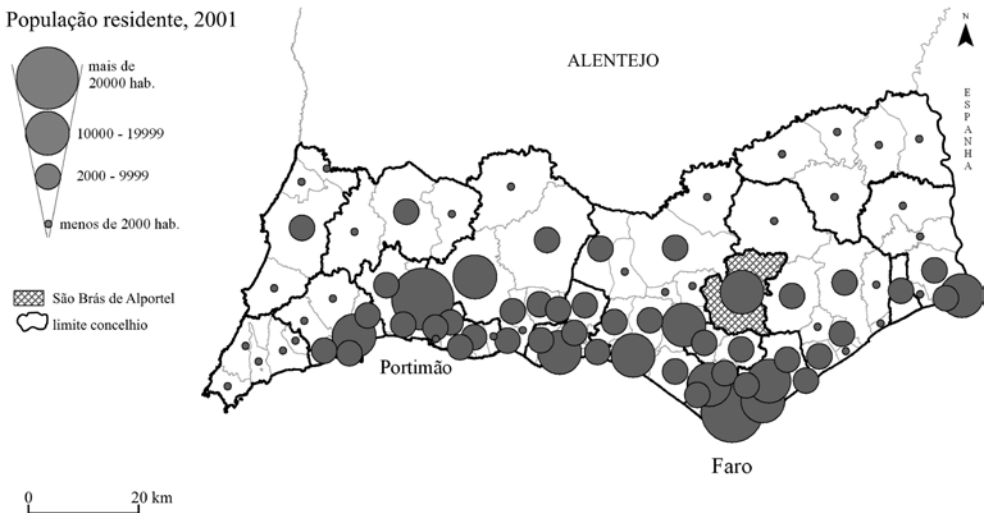 População residente, 2001
mais de
20000 hab.
10000 - 19999
2000 - 9999
menos de 2000 hab.
São Brás de Alportel
limite concelhio
ALENTEJO
N
ESPANHA
Portimão
Faro
0 20 km